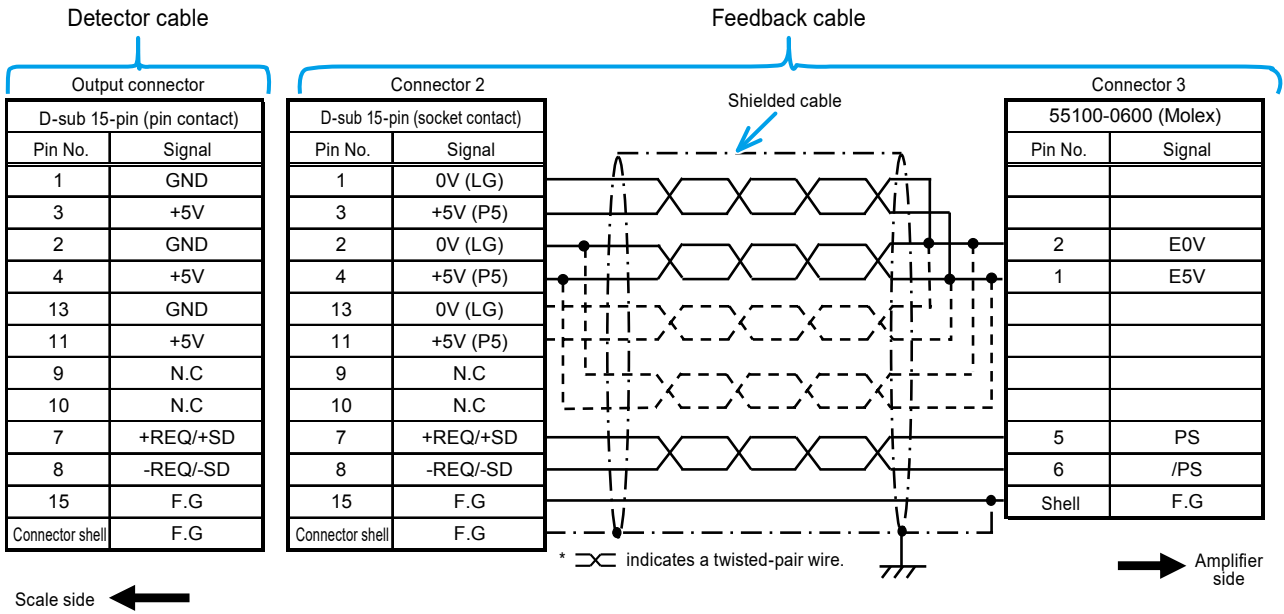 Detector cable
Feedback cable
Output connector
Connector 2
Connector 3
Shielded cable
D-sub 15-pin (pin contact)
Pin No. Signal
1 GND
3 +5V
2 GND
4 +5V
13 GND
11 +5V
9 N.C
10 N.C
7 +REQ/+SD
8 -REQ/-SD
15 F.G
Connector shell F.G
D-sub 15-pin (socket contact)
Pin No. Signal
1 0V (LG)
3 +5V (P5)
2 0V (LG)
4 +5V (P5)
13 0V (LG)
11 +5V (P5)
9 N.C
10 N.C
7 +REQ/+SD
8 -REQ/-SD
15 F.G
Connector shell F.G
55100-0600 (Molex)
Pin No. Signal
2 E0V
1 E5V
5 PS
6 /PS
Shell F.G
* indicates a twisted-pair wire.
Amplifier
side
Scale side